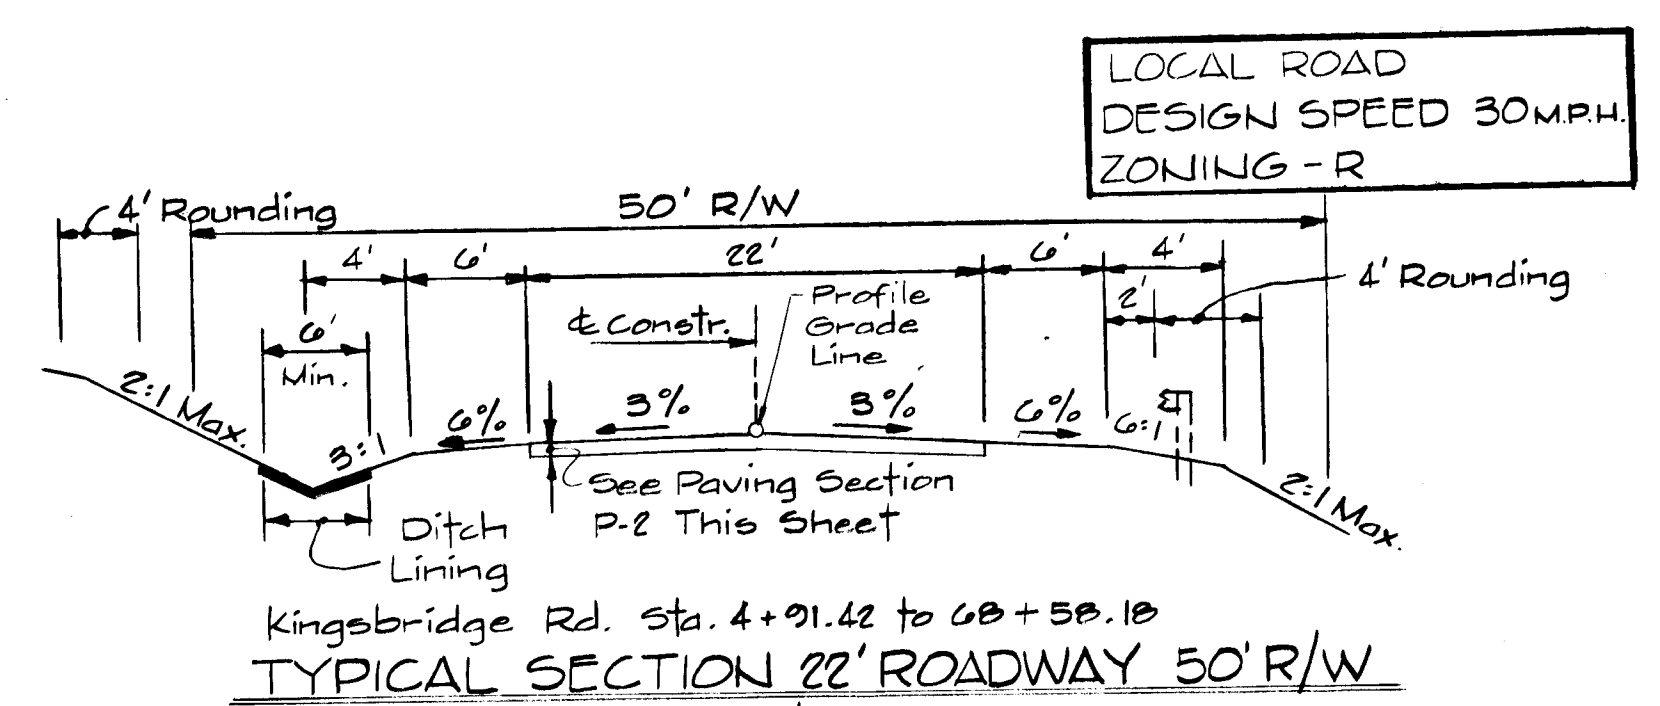 LOCAL ROAD
DESIGN SPEED 30 M.P.H.
ZONING - R
4' Rounding
50' R/W
4'
6'
22'
6'
4'
4' Rounding
2'
6'
Min.
℄ Constr.
Profile
Grade
Line
2:1 Max.
3:1
6%
3%
3%
6%
6:1
2:1 Max.
See Paving Section
P-2 This Sheet
Ditch
Lining
Kingsbridge Rd. Sta. 4+91.42 to 68+58.18
TYPICAL SECTION 22' ROADWAY 50' R/W